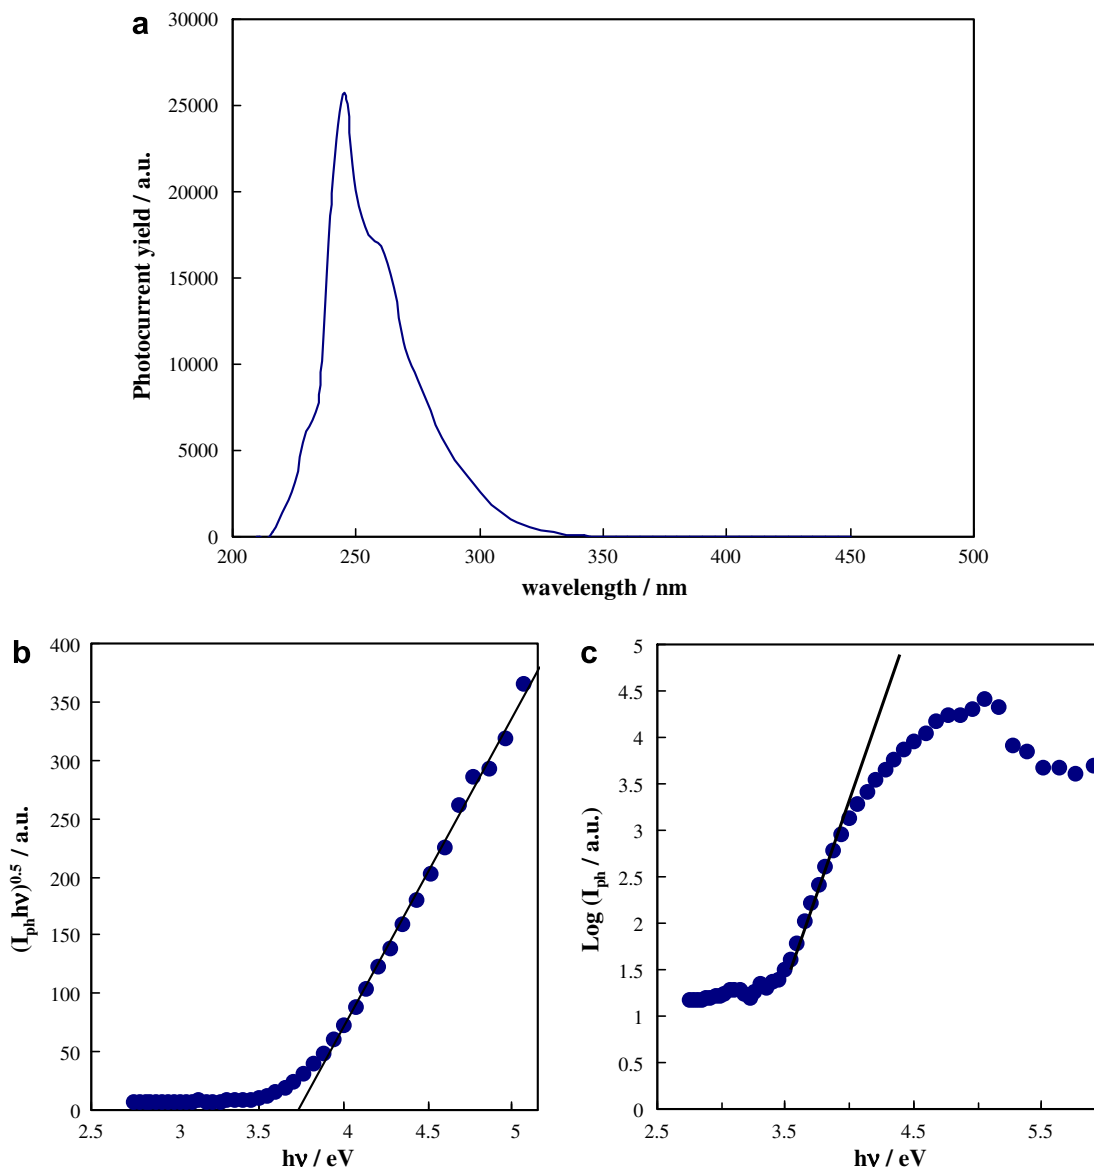 a
30000
25000
20000
15000
10000
5000
0
Photocurrent yield / a.u.
200 250 300 350 400 450 500
wavelength / nm
b
400
350
300
250
200
150
100
50
0
(I_ph hν)^0.5 / a.u.
2.5 3 3.5 4 4.5 5
hν / eV
c
5
4.5
4
3.5
3
2.5
2
1.5
1
0.5
0
Log (I_ph / a.u.)
2.5 3.5 4.5 5.5
hν / eV